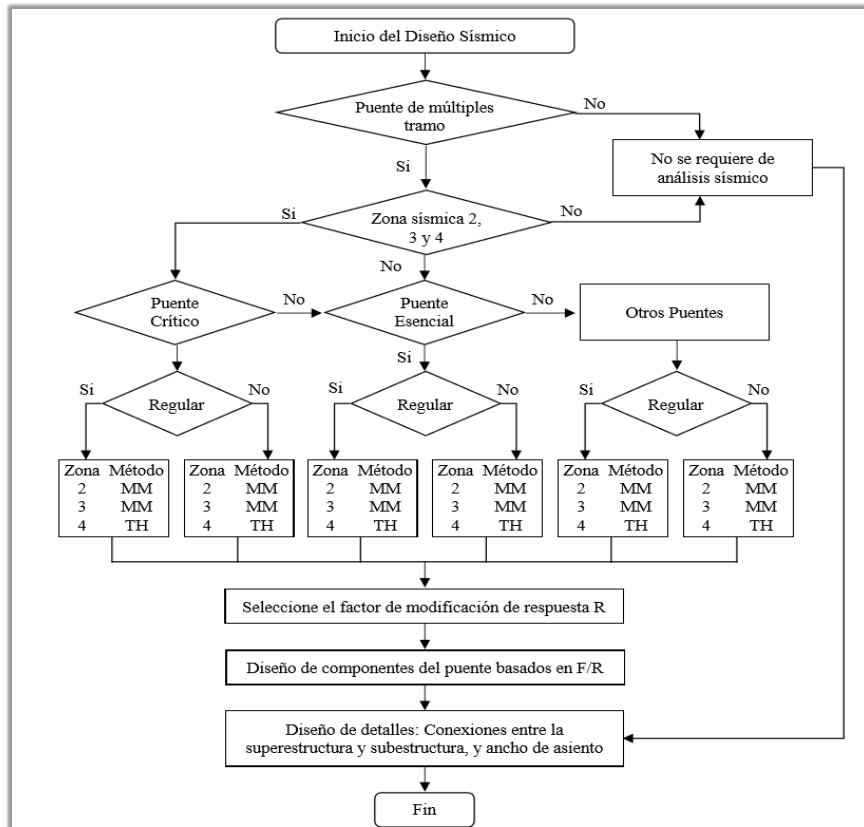 Inicio del Diseño Sísmico
Puente de múltiples
tramo
No
Si
No se requiere de
análisis sísmico
Si
Zona sísmica 2,
3 y 4
No
No
Puente
Crítico
No
Puente
Esencial
No
Otros Puentes
Si
Si
Regular
No
Si
Regular
No
Si
Regular
No
Zona Método
2 MM
3 MM
4 TH
Zona Método
2 MM
3 MM
4 TH
Zona Método
2 MM
3 MM
4 TH
Zona Método
2 MM
3 MM
4 TH
Zona Método
2 MM
3 MM
4 TH
Zona Método
2 MM
3 MM
4 TH
Seleccione el factor de modificación de respuesta R
Diseño de componentes del puente basados en F/R
Diseño de detalles: Conexiones entre la
superestructura y subestructura, y ancho de asiento
Fin